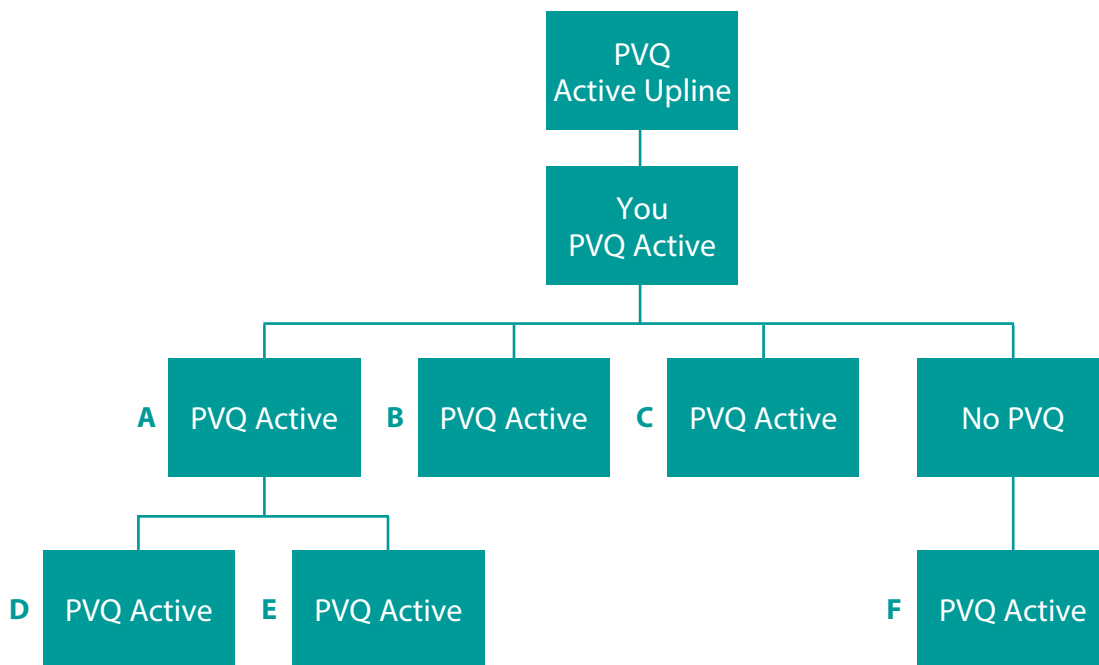 PVQ
Active Upline
You
PVQ Active
A
PVQ Active
B
PVQ Active
C
PVQ Active
No PVQ
D
PVQ Active
E
PVQ Active
F
PVQ Active